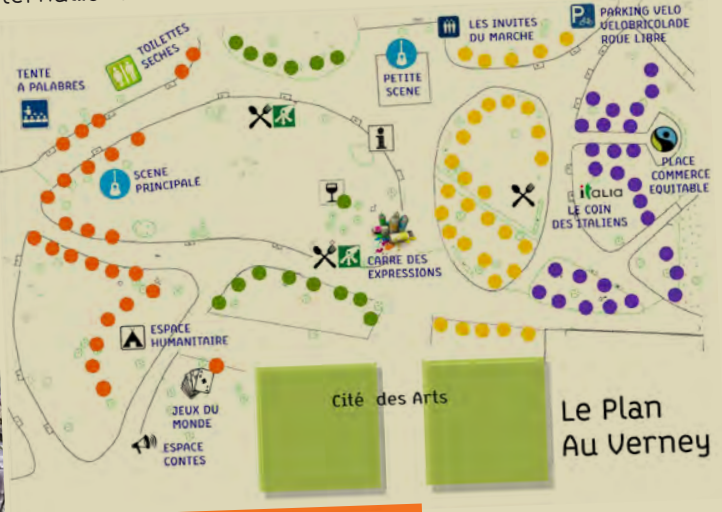 TOILETTES
SECHES
TENTE
A PALABRES
LES INVITES
DU MARCHE
PARKING VELO
VELOBRICOLADE
ROUE LIBRE
PETITE
SCENE
SCENE
PRINCIPALE
i
italia
LE COIN
DES ITALIENS
PLACE
COMMERCE
EQUITABLE
CARRE DES
EXPRESSIONS
ESPACE
HUMANITAIRE
JEUX DU
MONDE
ESPACE
CONTES
Cité des Arts
Le Plan
Au Verney